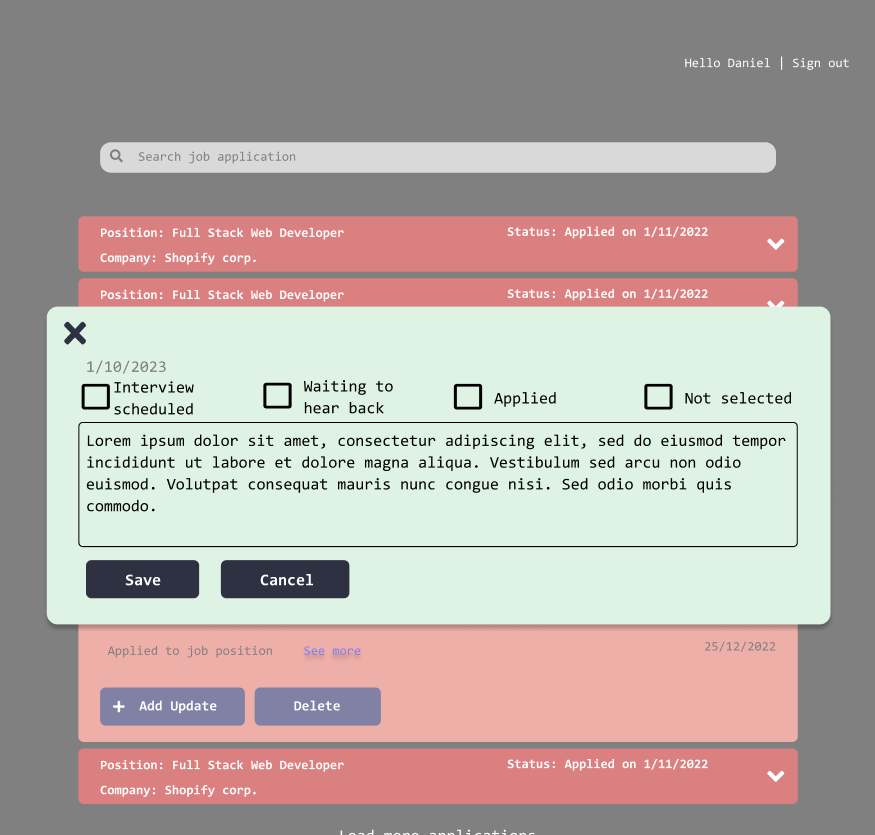 Hello Daniel | Sign out
Search job application
Position: Full Stack Web Developer
Status: Applied on 1/11/2022
Company: Shopify corp.
Position: Full Stack Web Developer
Status: Applied on 1/11/2022
1/10/2023
Interview
scheduled
Waiting to
hear back
Applied
Not selected
Lorem ipsum dolor sit amet, consectetur adipiscing elit, sed do eiusmod tempor
incididunt ut labore et dolore magna aliqua. Vestibulum sed arcu non odio
euismod. Volutpat consequat mauris nunc congue nisi. Sed odio morbi quis
commodo.
Save
Cancel
Applied to job position
See more
25/12/2022
Add Update
Delete
Position: Full Stack Web Developer
Status: Applied on 1/11/2022
Company: Shopify corp.
Load more applications